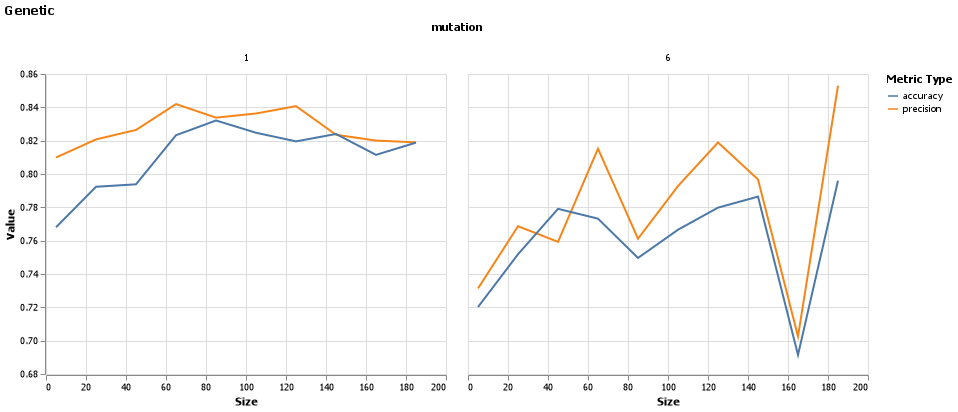 Genetic
mutation
1
6
Metric Type
accuracy
precision
Value
0.86
0.84
0.82
0.80
0.78
0.76
0.74
0.72
0.70
0.68
0 20 40 60 80 100 120 140 160 180 200
0 20 40 60 80 100 120 140 160 180 200
Size
Size